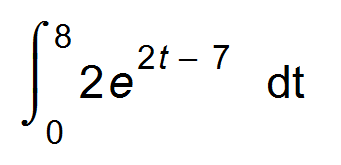 ∫₀⁸ 2e^{2t – 7} dt